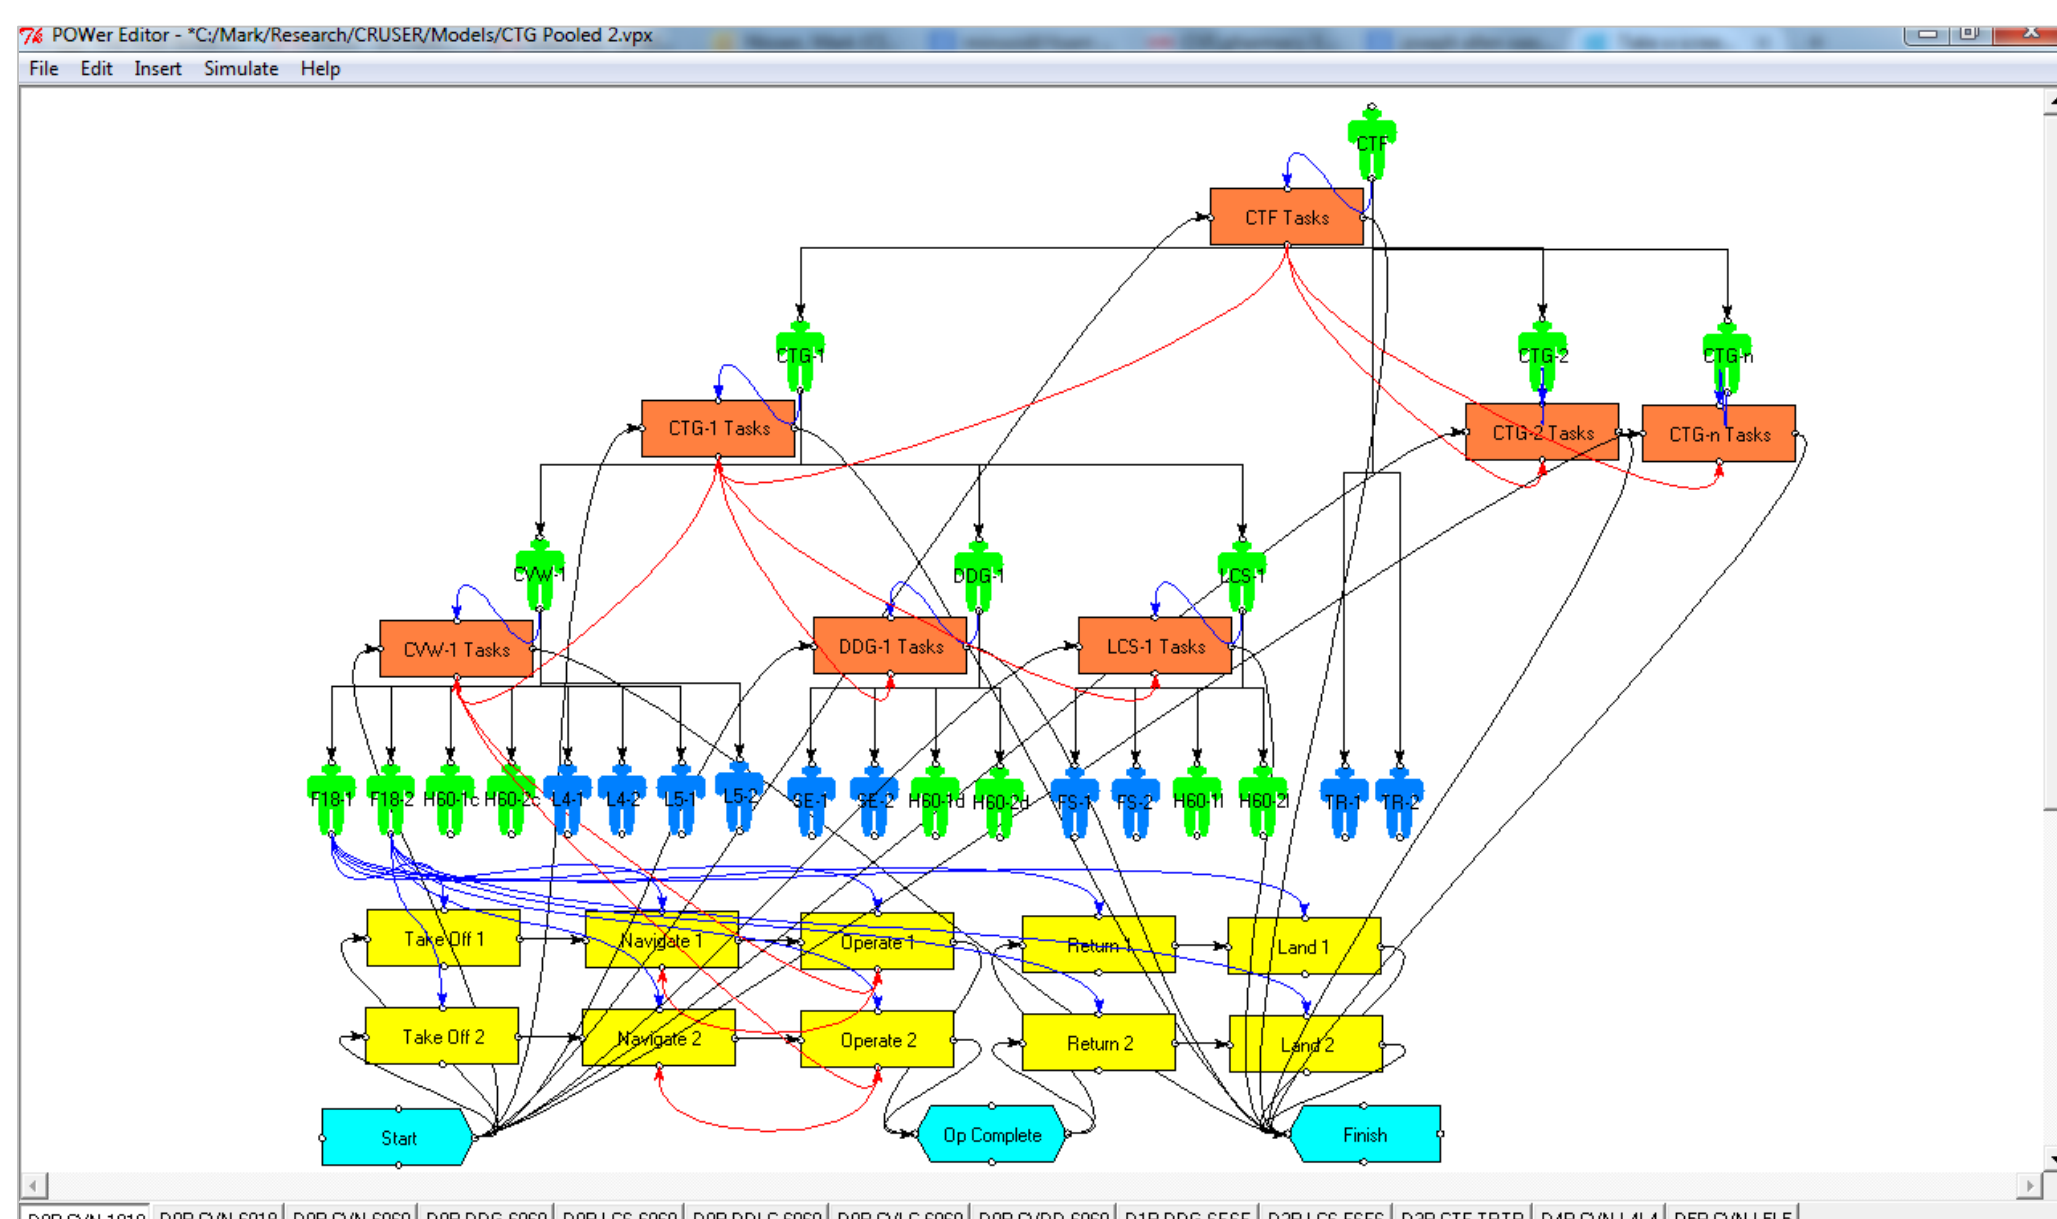 POWer Editor - *C:/Mark/Research/CRUSER/Models/CTG Pooled 2.vpx
File Edit Insert Simulate Help
CTF
CTF Tasks
CTG-1 CTG-2 CTG-n
CTG-1 Tasks CTG-2 Tasks CTG-n Tasks
CVW-1 DDG-1 LCS-1
CVW-1 Tasks DDG-1 Tasks LCS-1 Tasks
F18-1 F18-2 H60-1c H60-2c L4-1 L4-2 L5-1 L5-2 SE-1 SE-2 H60-1d H60-2d FS-1 FS-2 H60-1l H60-2l TR-1 TR-2
Take Off 1 Navigate 1 Operate 1 Return 1 Land 1
Take Off 2 Navigate 2 Operate 2 Return 2 Land 2
Start Op Complete Finish